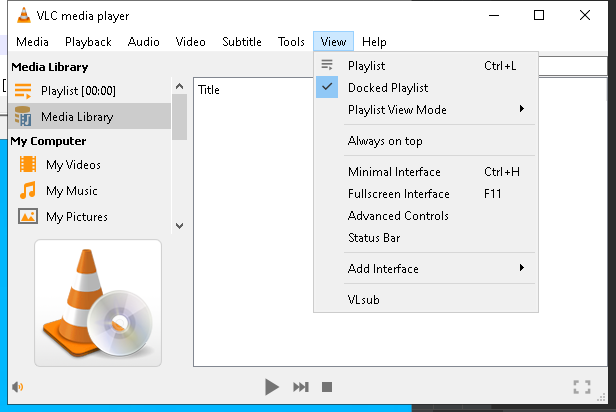 VLC media player
Media Playback Audio Video Subtitle Tools View Help
Media Library
Playlist [00:00]
Media Library
My Computer
My Videos
My Music
My Pictures
Title
Playlist Ctrl+L
Docked Playlist
Playlist View Mode
Always on top
Minimal Interface Ctrl+H
Fullscreen Interface F11
Advanced Controls
Status Bar
Add Interface
VLsub